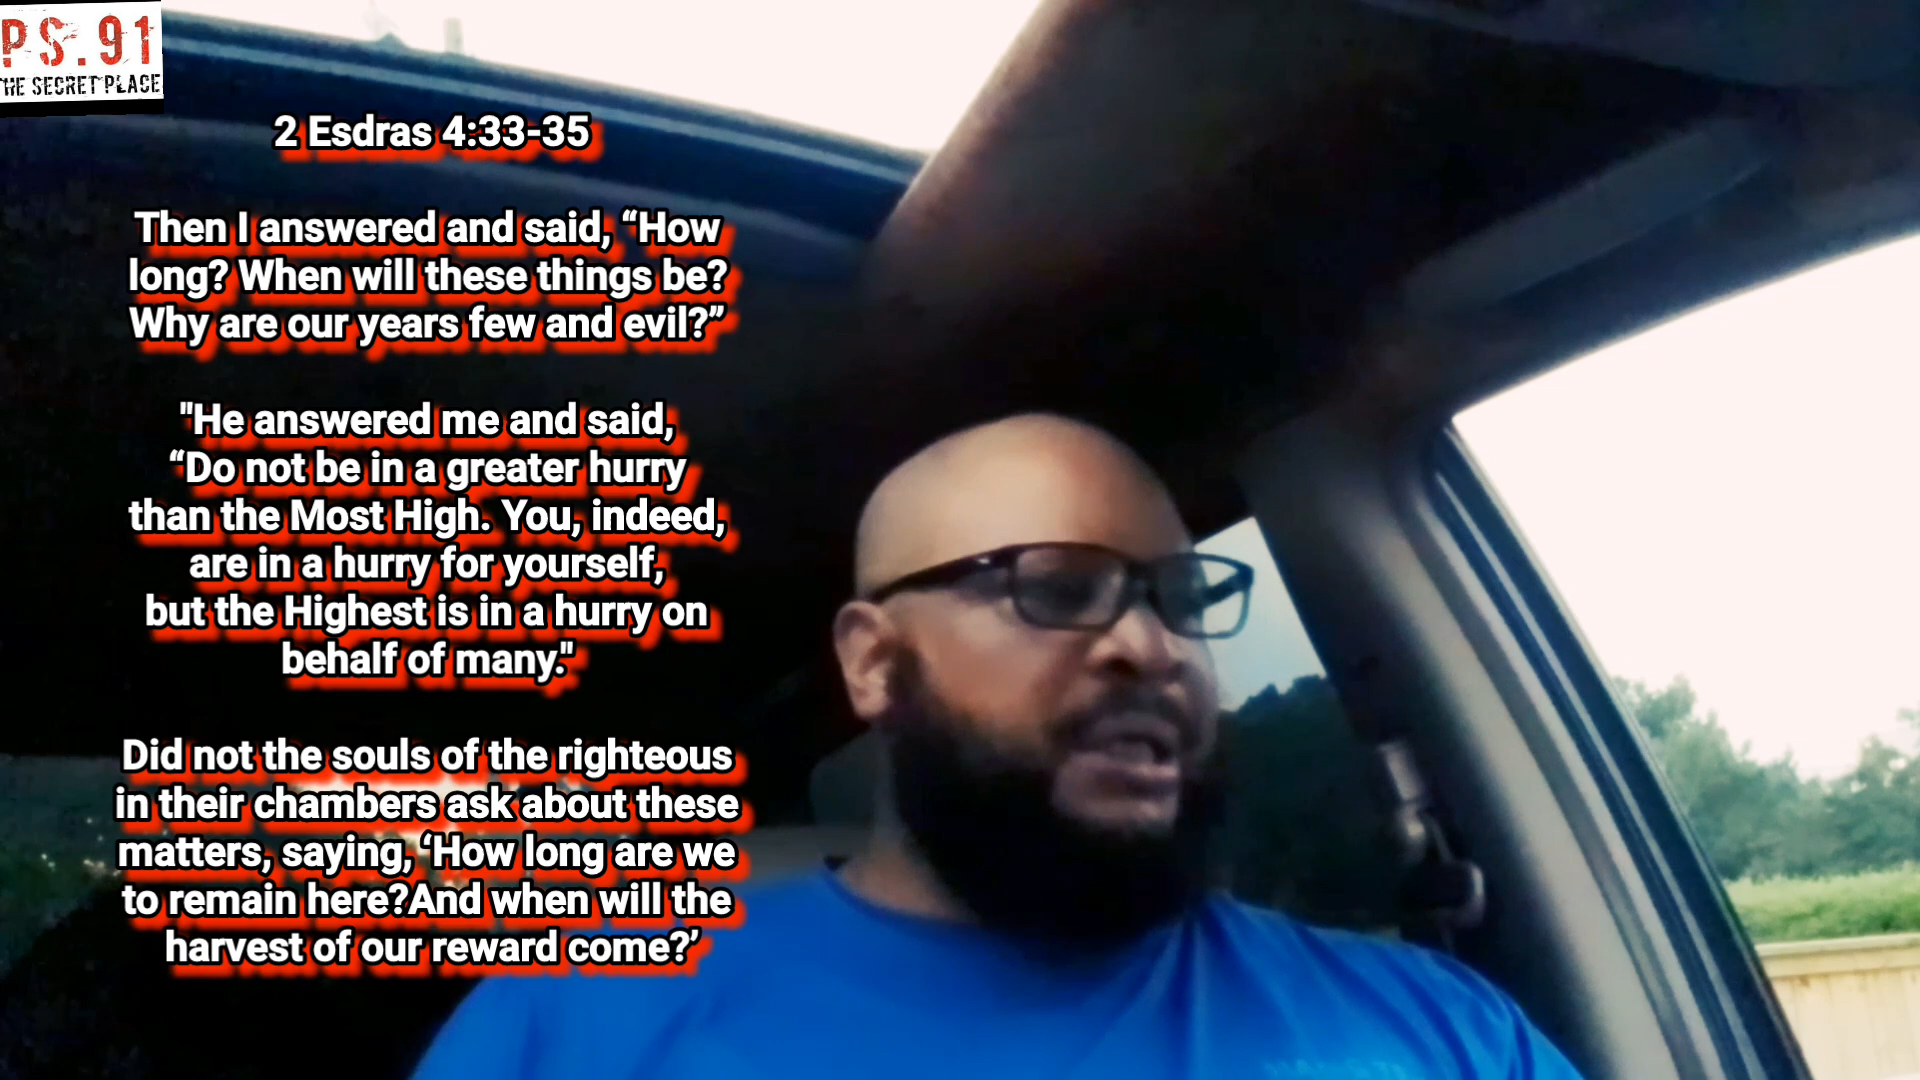 PS.91
THE SECRET PLACE
2 Esdras 4:33-35
Then I answered and said, “How
long? When will these things be?
Why are our years few and evil?”
"He answered me and said,
“Do not be in a greater hurry
than the Most High. You, indeed,
are in a hurry for yourself,
but the Highest is in a hurry on
behalf of many."
Did not the souls of the righteous
in their chambers ask about these
matters, saying, ‘How long are we
to remain here?And when will the
harvest of our reward come?’